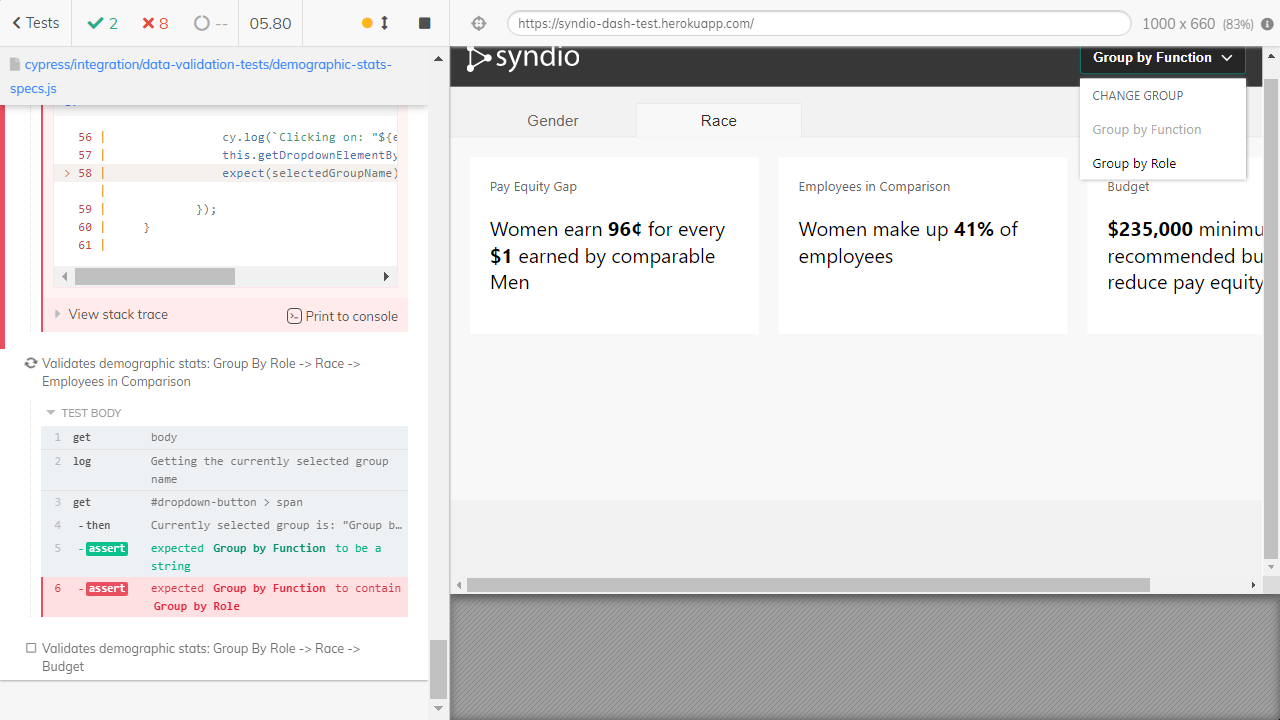 Tests
2
8
--
05.80
https://syndio-dash-test.herokuapp.com/
1000 x 660 (83%)
cypress/integration/data-validation-tests/demographic-stats-
specs.js
56 | cy.log(`Clicking on: "${e
57 | this.getDropdownElementBy
> 58 | expect(selectedGroupName)
|
59 | });
60 | }
61 |
View stack trace
Print to console
Validates demographic stats: Group By Role -> Race ->
Employees in Comparison
TEST BODY
1 get body
2 log Getting the currently selected group
name
3 get #dropdown-button > span
4 -then Currently selected group is: "Group b…
5 -assert expected Group by Function to be a
string
6 -assert expected Group by Function to contain
Group by Role
Validates demographic stats: Group By Role -> Race ->
Budget
syndio
Group by Function
CHANGE GROUP
Group by Function
Group by Role
Gender
Race
Pay Equity Gap
Women earn 96¢ for every
$1 earned by comparable
Men
Employees in Comparison
Women make up 41% of
employees
Budget
$235,000 minimu
recommended bu
reduce pay equity